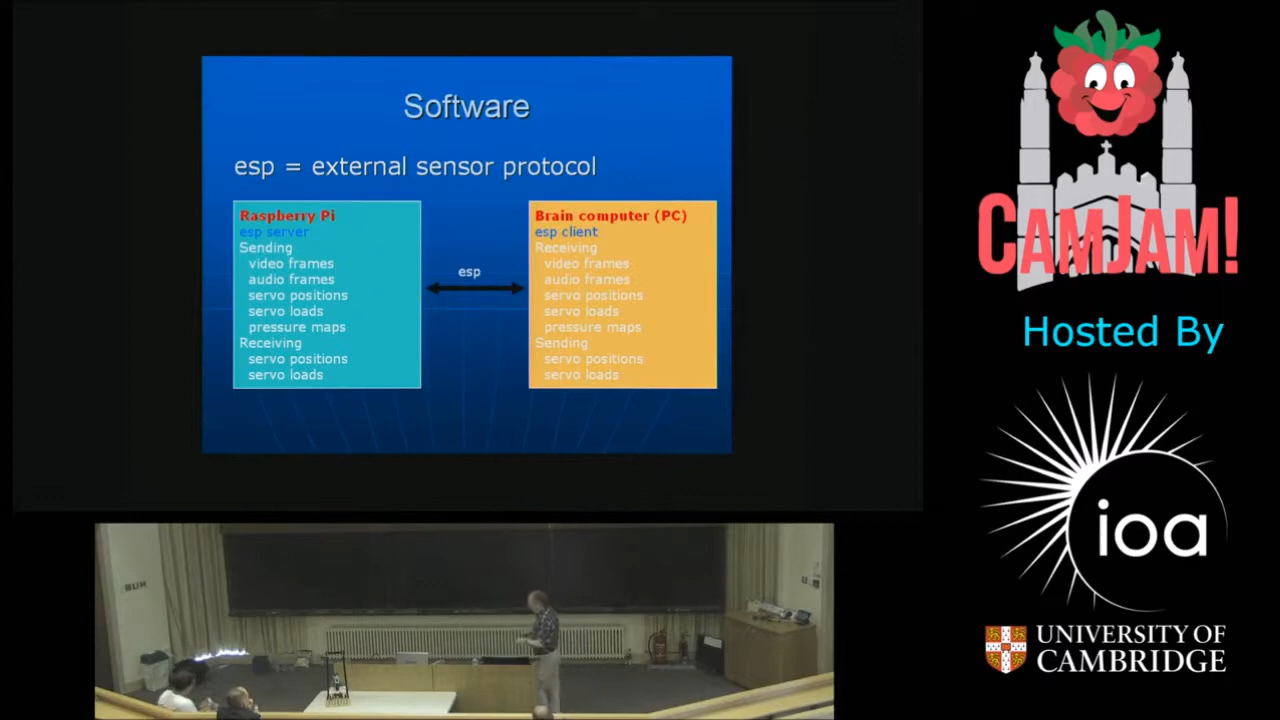 Software
esp = external sensor protocol
Raspberry Pi
esp server
Sending
video frames
audio frames
servo positions
servo loads
pressure maps
Receiving
servo positions
servo loads
esp
Brain computer (PC)
esp client
Receiving
video frames
audio frames
servo positions
servo loads
pressure maps
Sending
servo positions
servo loads
CAMJAM!
Hosted By
ioa
UNIVERSITY OF
CAMBRIDGE